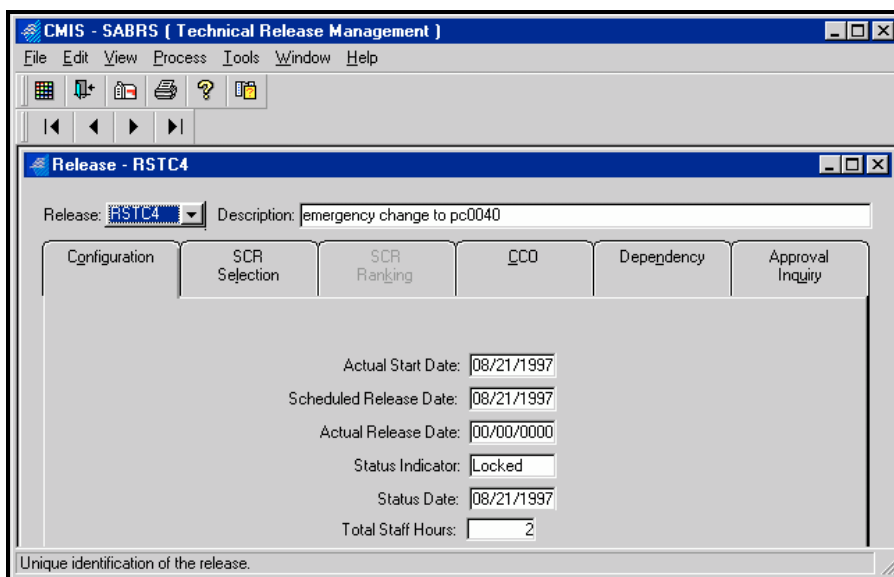 CMIS - SABRS ( Technical Release Management )
File Edit View Process Tools Window Help
Release - RSTC4
Release: RSTC4 Description: emergency change to pc0040
Configuration SCR Selection SCR Ranking CCO Dependency Approval Inquiry
Actual Start Date: 08/21/1997
Scheduled Release Date: 08/21/1997
Actual Release Date: 00/00/0000
Status Indicator: Locked
Status Date: 08/21/1997
Total Staff Hours: 2
Unique identification of the release.